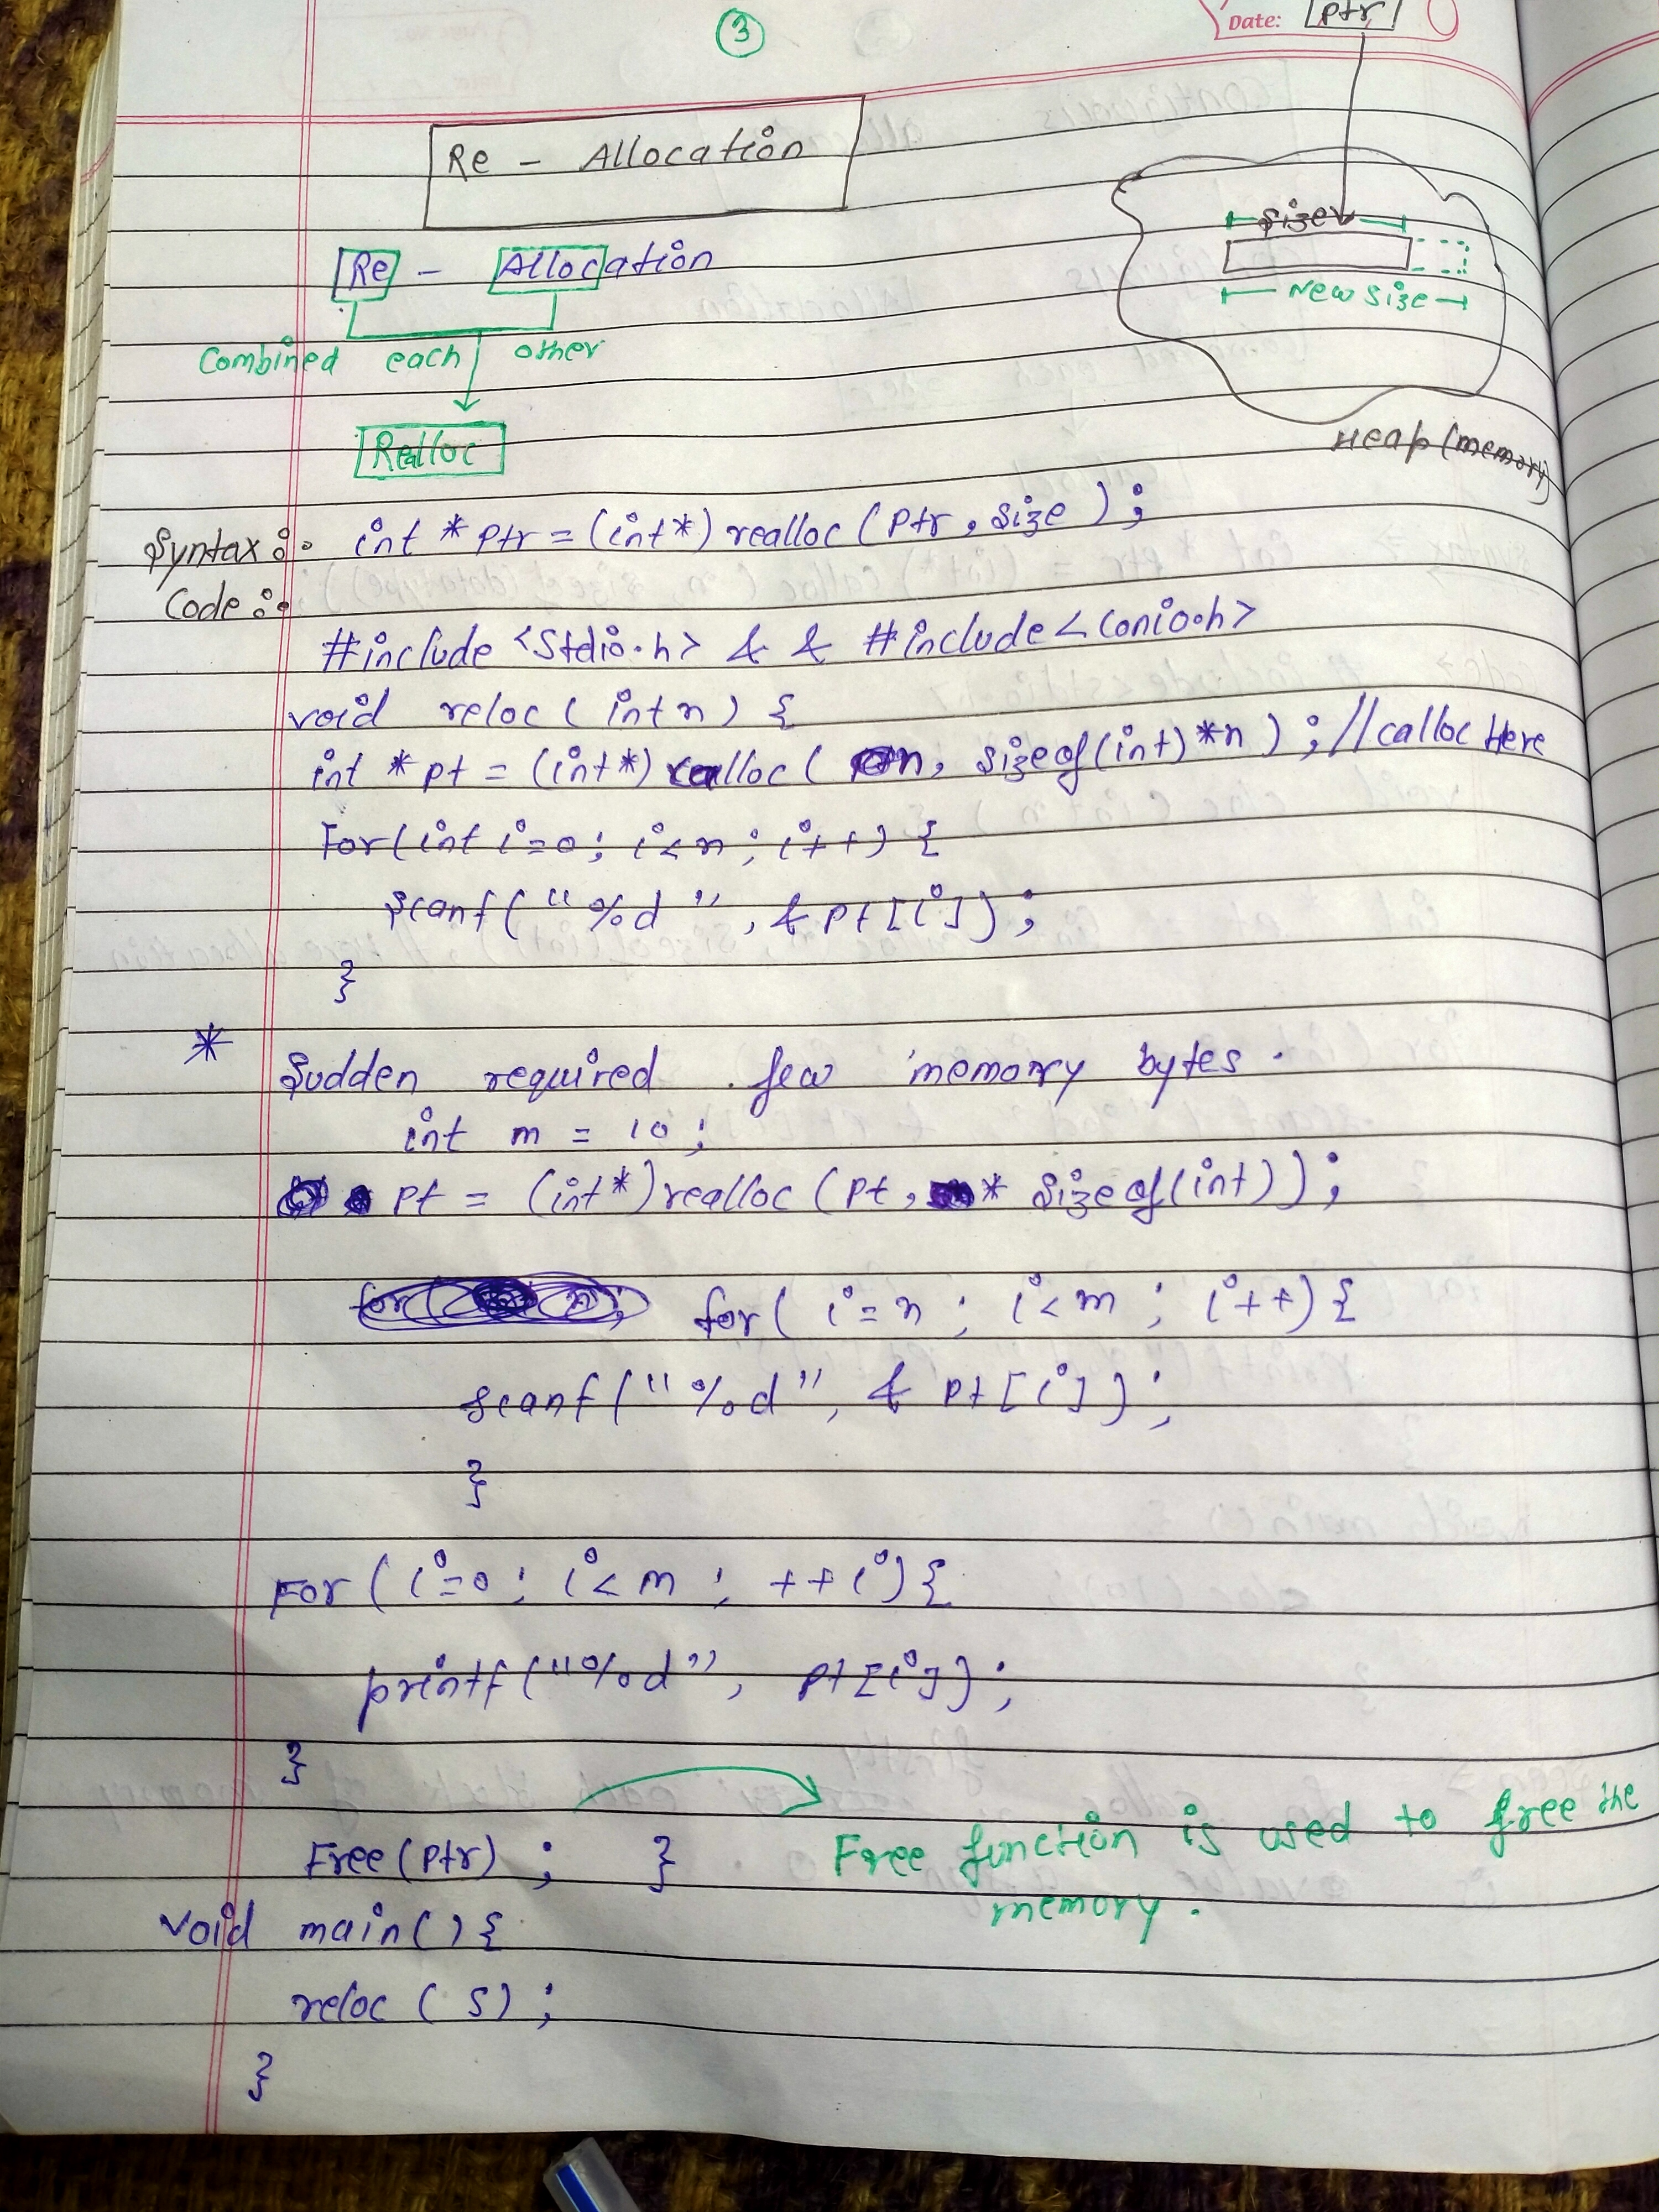 3
Date: ptr
Re - Allocation
size
Re - Allocation
New size
Combined each other
Heap (memory)
Realloc
Syntax :- int * ptr = (int*) realloc (Ptr, size );
Code :-
#include <Stdio.h> & & #include <conio.h>
void reloc ( int n ) {
int * pt = (int*) calloc ( n, sizeof(int) *n ) ; // calloc Here
For( int i=0; i<n ; i++) {
scanf( "%d ", & pt [i]) ;
}
* Sudden required few memory bytes.
int m = 10 ;
pt = (int*) realloc ( pt, * sizeof(int)) ;
for( i=n ; i<m ; i++) {
scanf( "%d", & pt [i] ) ;
}
For ( i=0 ; i<m ; ++i) {
printf( "%d", pt [i]) ;
}
Free (ptr) ; } Free function is used to free the
memory.
void main () {
reloc ( 5) ;
}